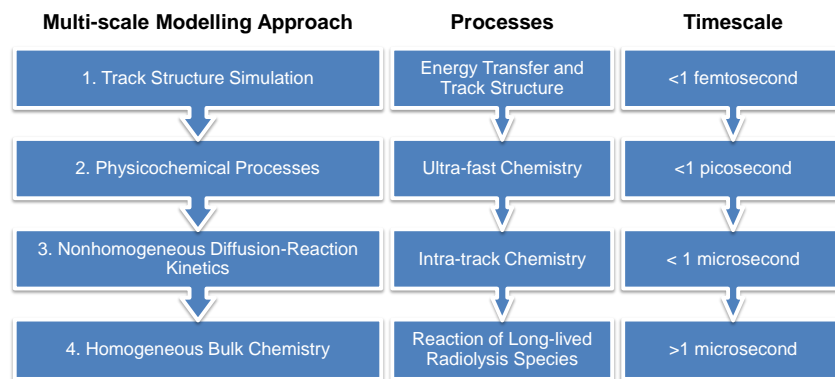 Multi-scale Modelling Approach
Processes
Timescale
1. Track Structure Simulation
Energy Transfer and
Track Structure
<1 femtosecond
2. Physicochemical Processes
Ultra-fast Chemistry
<1 picosecond
3. Nonhomogeneous Diffusion-Reaction
Kinetics
Intra-track Chemistry
< 1 microsecond
4. Homogeneous Bulk Chemistry
Reaction of Long-lived
Radiolysis Species
>1 microsecond